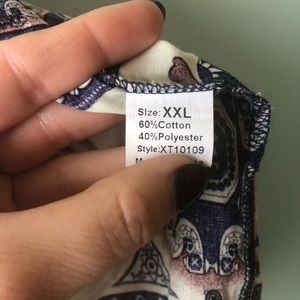 Size: XXL
60%Cotton
40%Polyester
Style:XT10109